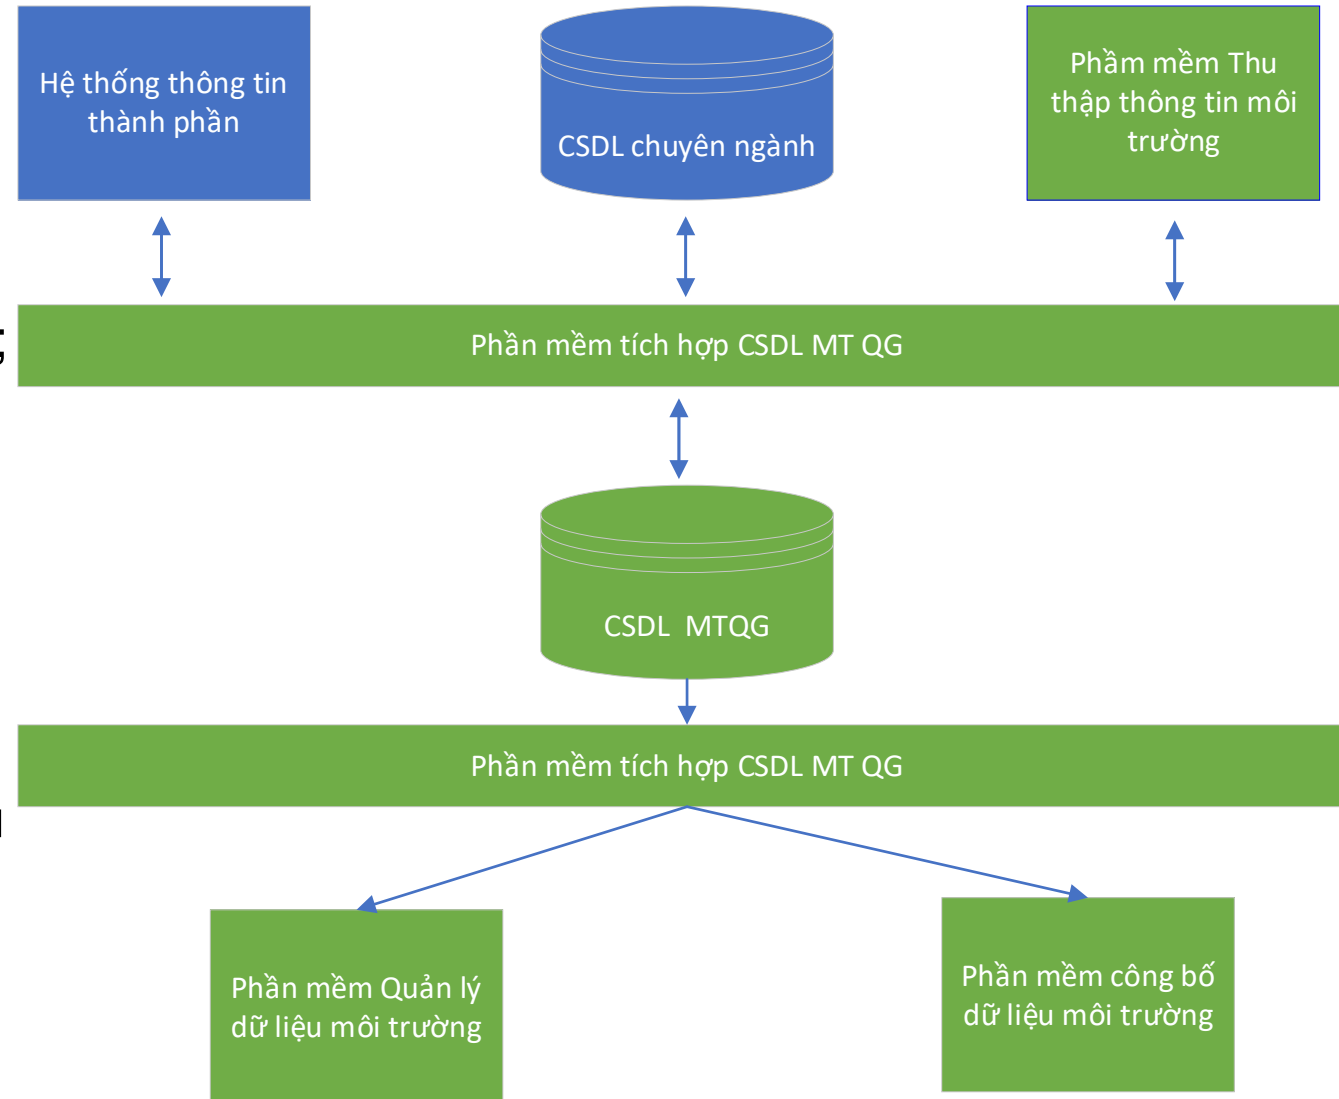 Hệ thống thông tin
thành phần
CSDL chuyên ngành
Phầm mềm Thu
thập thông tin môi
trường
Phần mềm tích hợp CSDL MT QG
CSDL MTQG
Phần mềm tích hợp CSDL MT QG
Phần mềm Quản lý
dữ liệu môi trường
Phần mềm công bố
dữ liệu môi trường